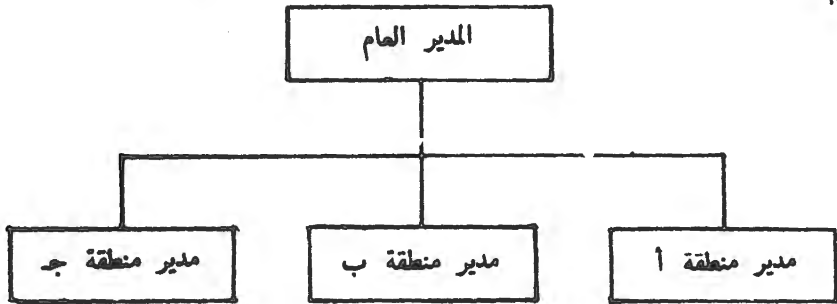 المدير العام
مدير منطقة أ
مدير منطقة ب
مدير منطقة جـ